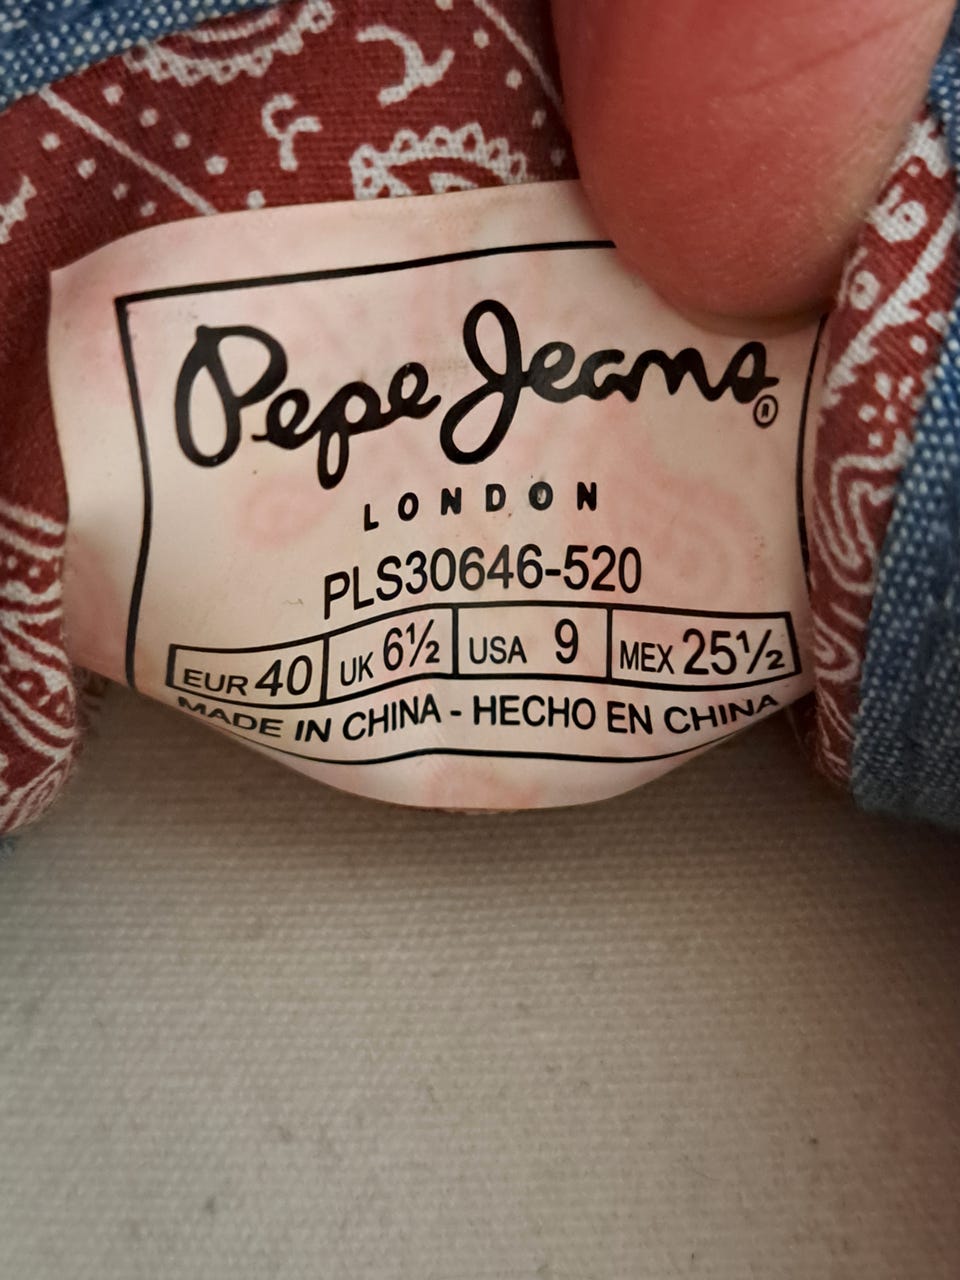 Pepe Jeans®
LONDON
PLS30646-520
EUR 40 UK 6½ USA 9 MEX 25½
MADE IN CHINA - HECHO EN CHINA